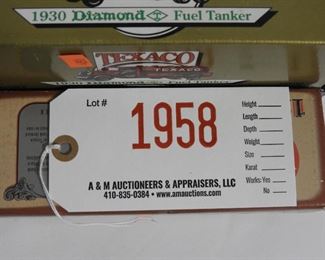 1930 Diamond T Fuel Tanker
TEXACO
TEXACO
Lot #
1958
Height
Length
Depth
Weight
Size
Karat
Works: Yes
No
A & M AUCTIONEERS & APPRAISERS, LLC
410-835-0384 • www.amauctions.com